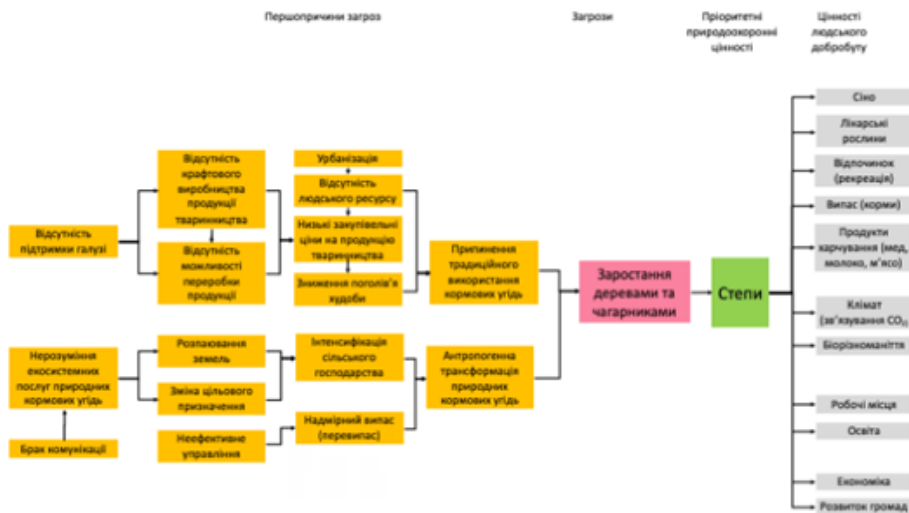 Першопричини загроз
Загрози
Пріоритетні
природоохоронні
цінності
Цінності
людського
добробуту
Відсутність
підтримки галузі
Відсутність
крафтового
виробництва
продукції
тваринництва
Відсутність
можливості
переробки
продукції
Урбанізація
Відсутність
людського ресурсу
Низькі закупівельні
ціни на продукцію
тваринництва
Зниження поголів'я
худоби
Припинення
традиційного
використання
кормових угідь
Нерозуміння
екосистемних
послуг природних
кормових угідь
Брак комунікації
Розпаювання
земель
Зміна цільового
призначення
Неефективне
управління
Інтенсифікація
сільського
господарства
Надмірний випас
(перевипас)
Антропогенна
трансформація
природних
кормових угідь
Заростання
деревами та
чагарниками
Степи
Сіно
Лікарські
рослини
Відпочинок
(рекреація)
Випас (корми)
Продукти
харчування (мед,
молоко, м'ясо)
Клімат
(зв'язування CO₂)
Біорізноманіття
Робочі місця
Освіта
Економіка
Розвиток громад